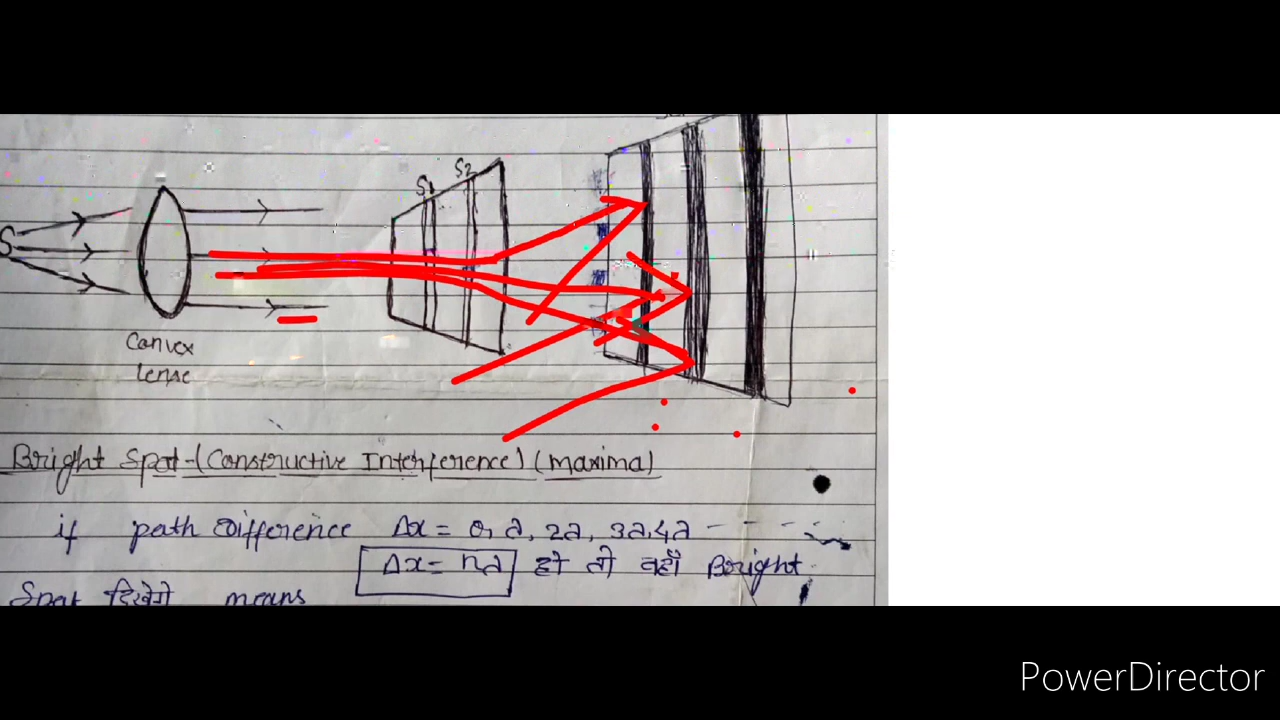 S1 S2
S
Convex
lense
Bright Spot-(Constructive Interference) (maxima)
if path difference Δx = 0, λ, 2λ, 3λ, 4λ - - - -
Δx = nλ हो तो वहाँ Bright
Spot दिखेगे means
PowerDirector